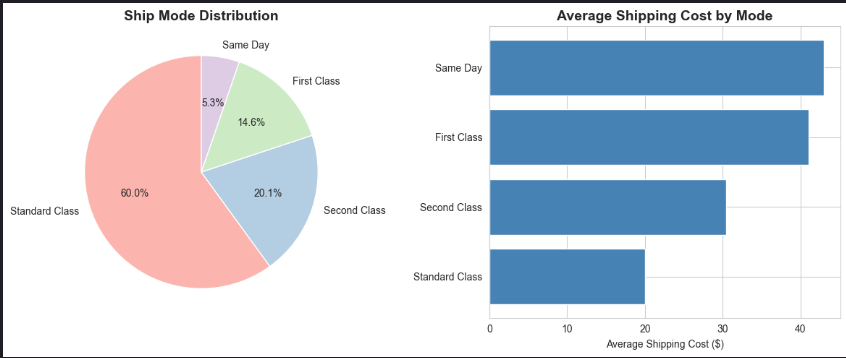 Ship Mode Distribution
Same Day
First Class
5.3%
14.6%
60.0%
20.1%
Standard Class
Second Class
Average Shipping Cost by Mode
Same Day
First Class
Second Class
Standard Class
0 10 20 30 40
Average Shipping Cost ($)